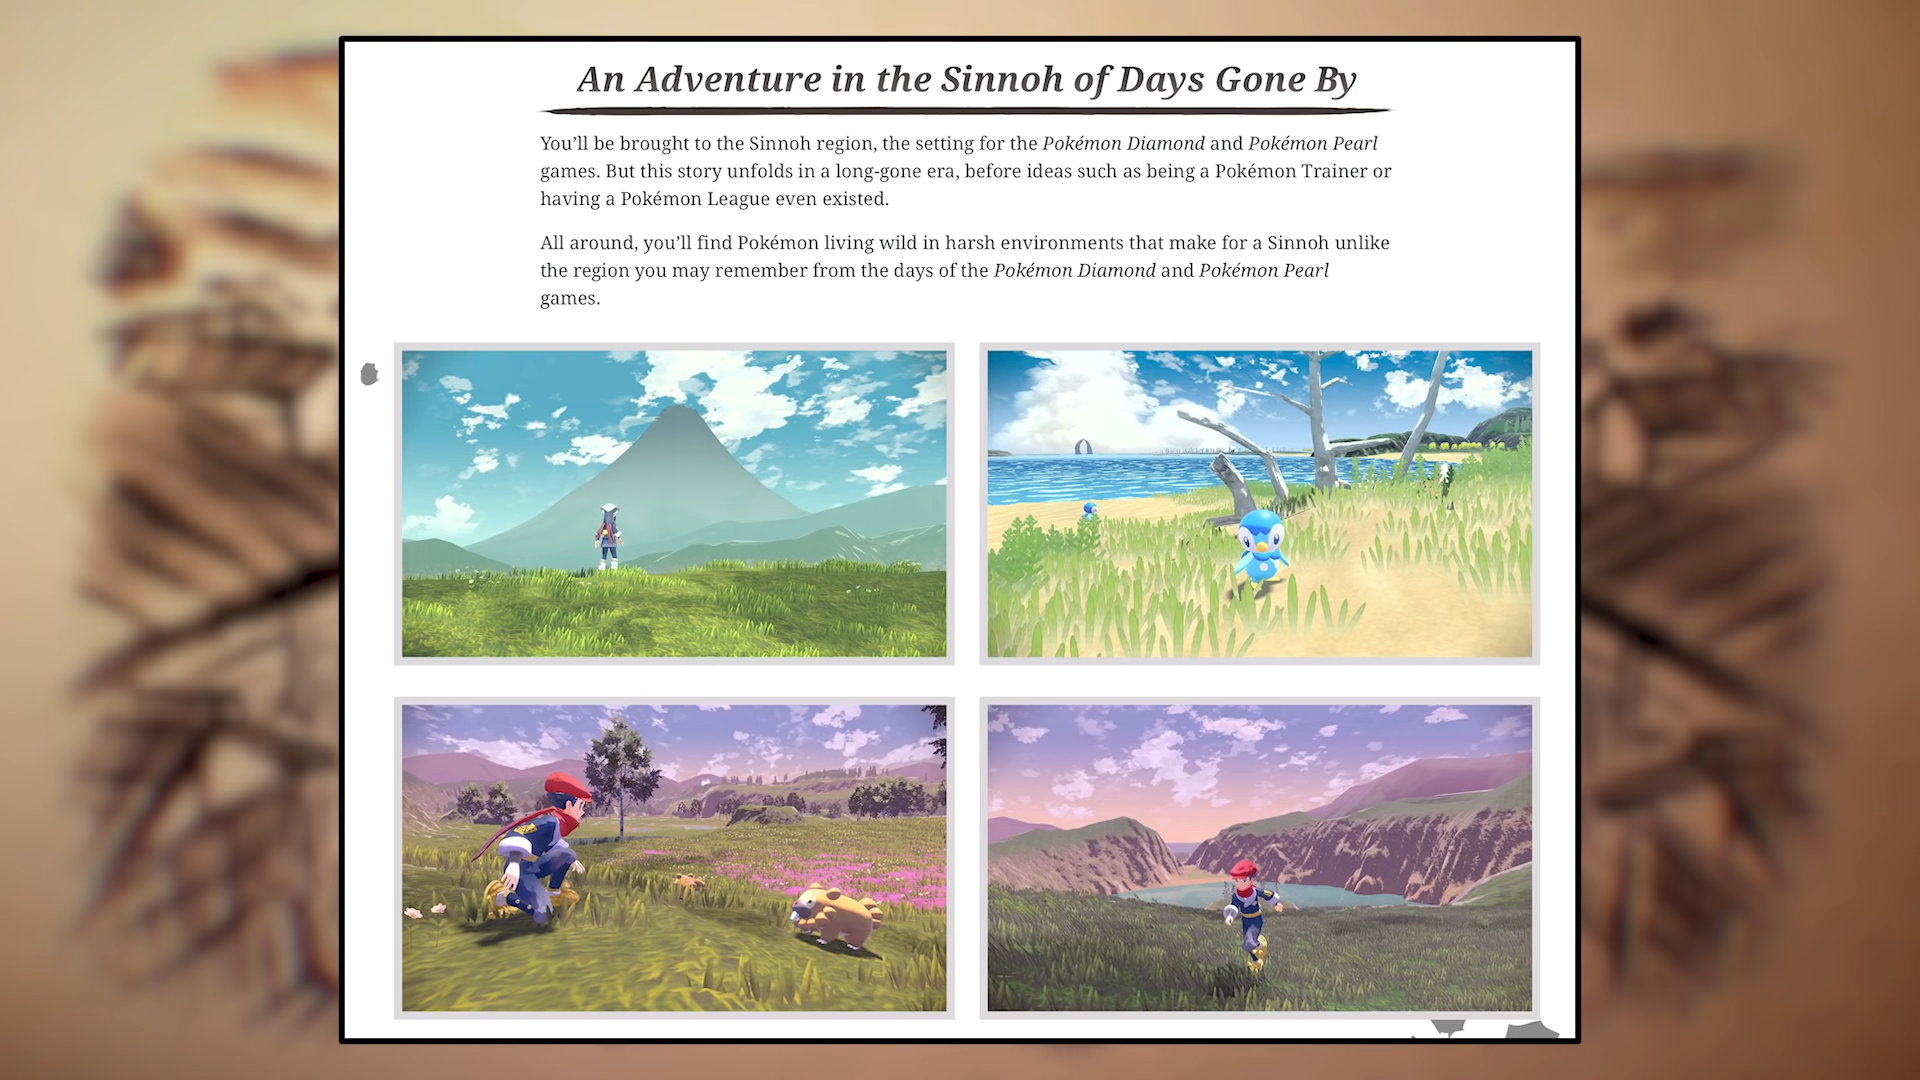 An Adventure in the Sinnoh of Days Gone By
You’ll be brought to the Sinnoh region, the setting for the Pokémon Diamond and Pokémon Pearl
games. But this story unfolds in a long-gone era, before ideas such as being a Pokémon Trainer or
having a Pokémon League even existed.
All around, you’ll find Pokémon living wild in harsh environments that make for a Sinnoh unlike
the region you may remember from the days of the Pokémon Diamond and Pokémon Pearl
games.